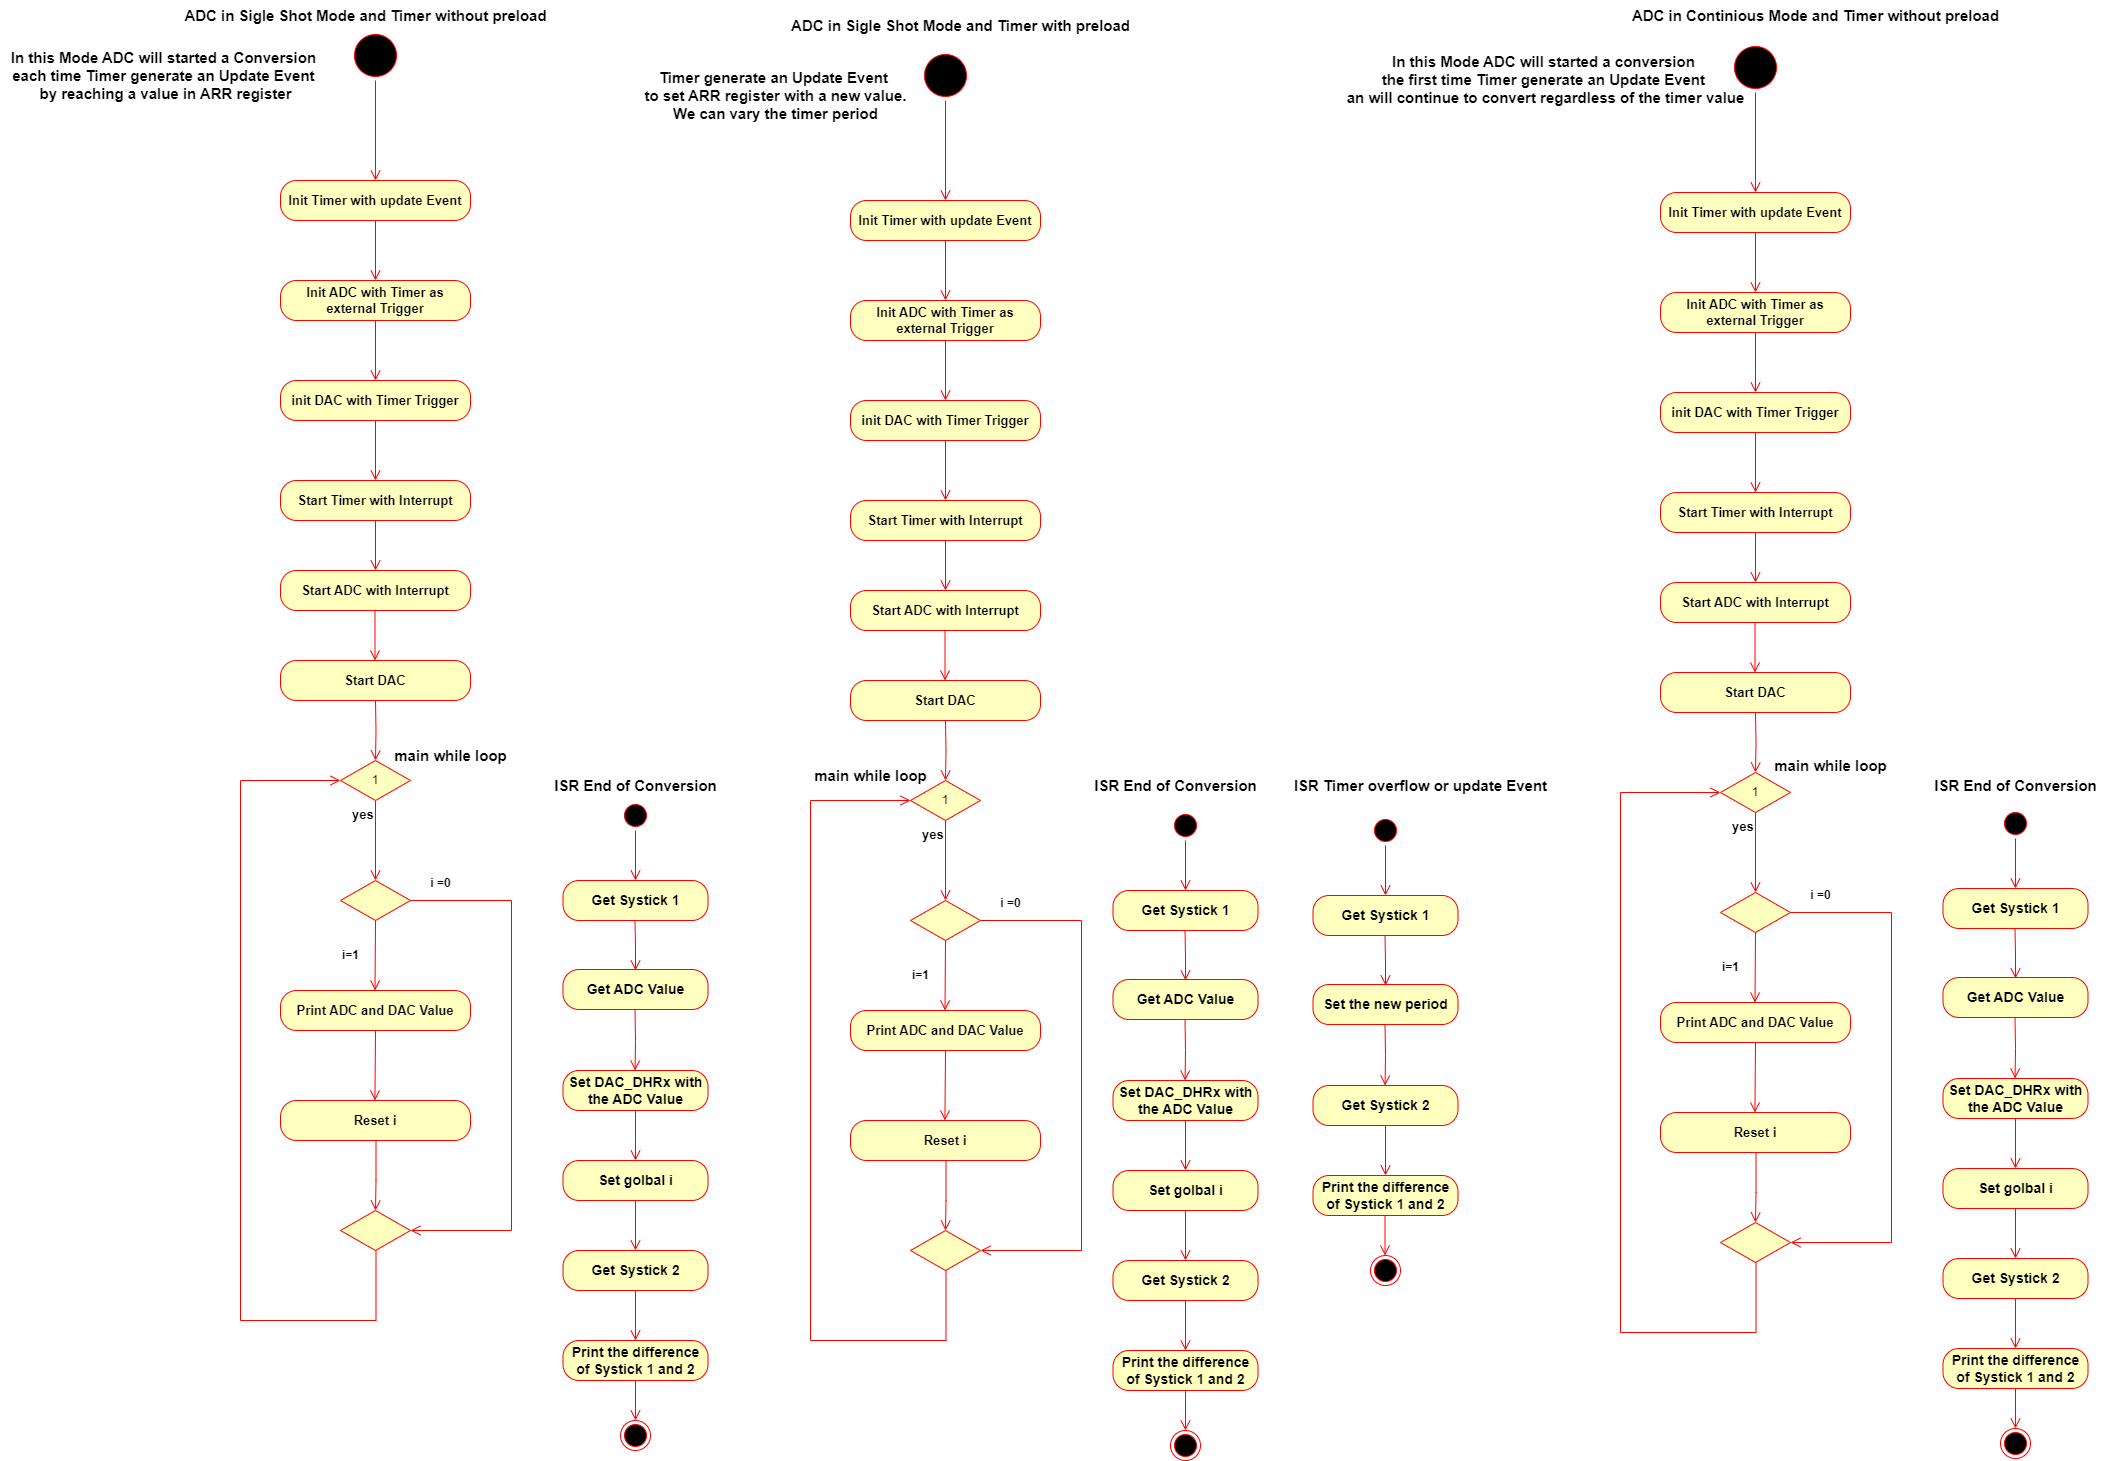 ADC in Sigle Shot Mode and Timer without preload
In this Mode ADC will started a Conversion
each time Timer generate an Update Event
by reaching a value in ARR register
Init Timer with update Event
Init ADC with Timer as
external Trigger
init DAC with Timer Trigger
Start Timer with Interrupt
Start ADC with Interrupt
Start DAC
main while loop
1
yes
i =0
i=1
Print ADC and DAC Value
Reset i
ISR End of Conversion
Get Systick 1
Get ADC Value
Set DAC_DHRx with
the ADC Value
Set golbal i
Get Systick 2
Print the difference
of Systick 1 and 2
ADC in Sigle Shot Mode and Timer with preload
Timer generate an Update Event
to set ARR register with a new value.
We can vary the timer period
Init Timer with update Event
Init ADC with Timer as
external Trigger
init DAC with Timer Trigger
Start Timer with Interrupt
Start ADC with Interrupt
Start DAC
main while loop
1
yes
i =0
i=1
Print ADC and DAC Value
Reset i
ISR End of Conversion
Get Systick 1
Get ADC Value
Set DAC_DHRx with
the ADC Value
Set golbal i
Get Systick 2
Print the difference
of Systick 1 and 2
ISR Timer overflow or update Event
Get Systick 1
Set the new period
Get Systick 2
Print the difference
of Systick 1 and 2
ADC in Continious Mode and Timer without preload
In this Mode ADC will started a conversion
the first time Timer generate an Update Event
an will continue to convert regardless of the timer value
Init Timer with update Event
Init ADC with Timer as
external Trigger
init DAC with Timer Trigger
Start Timer with Interrupt
Start ADC with Interrupt
Start DAC
main while loop
1
yes
i =0
i=1
Print ADC and DAC Value
Reset i
ISR End of Conversion
Get Systick 1
Get ADC Value
Set DAC_DHRx with
the ADC Value
Set golbal i
Get Systick 2
Print the difference
of Systick 1 and 2